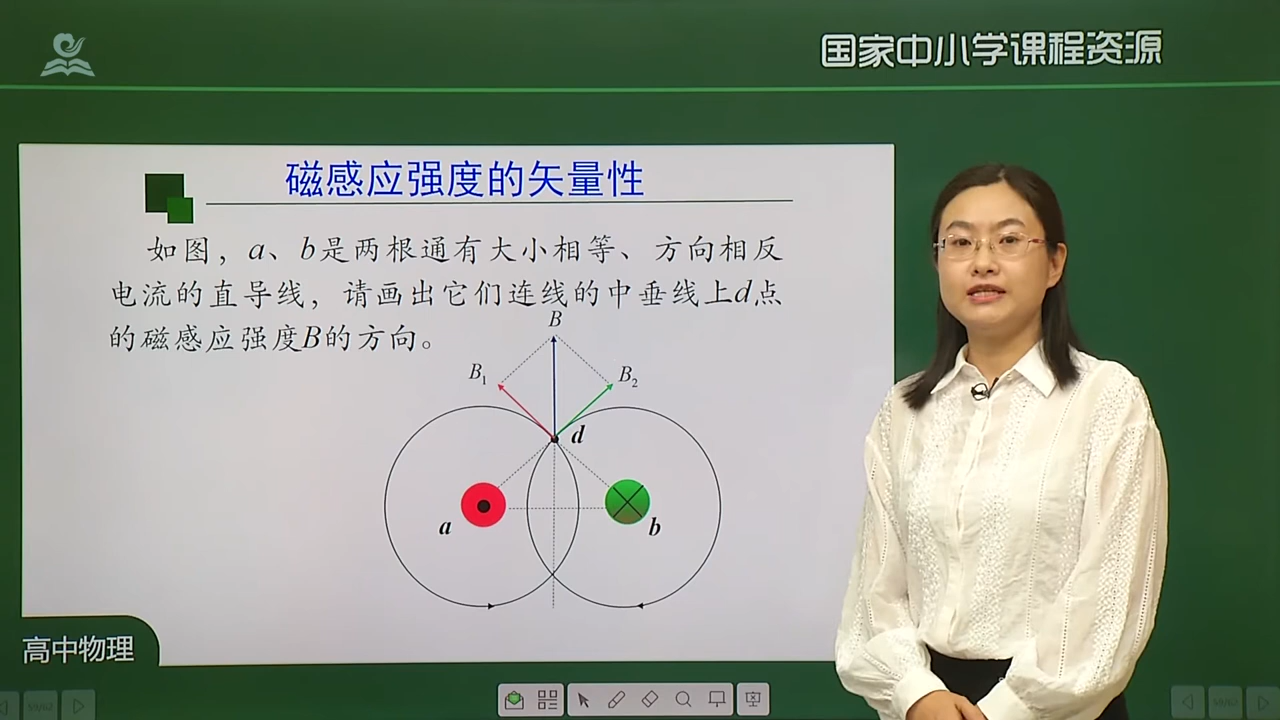 国家中小学课程资源
磁感应强度的矢量性
如图，a、b是两根通有大小相等、方向相反
电流的直导线，请画出它们连线的中垂线上d点
的磁感应强度B的方向。
B
B₁
B₂
d
a
b
高中物理